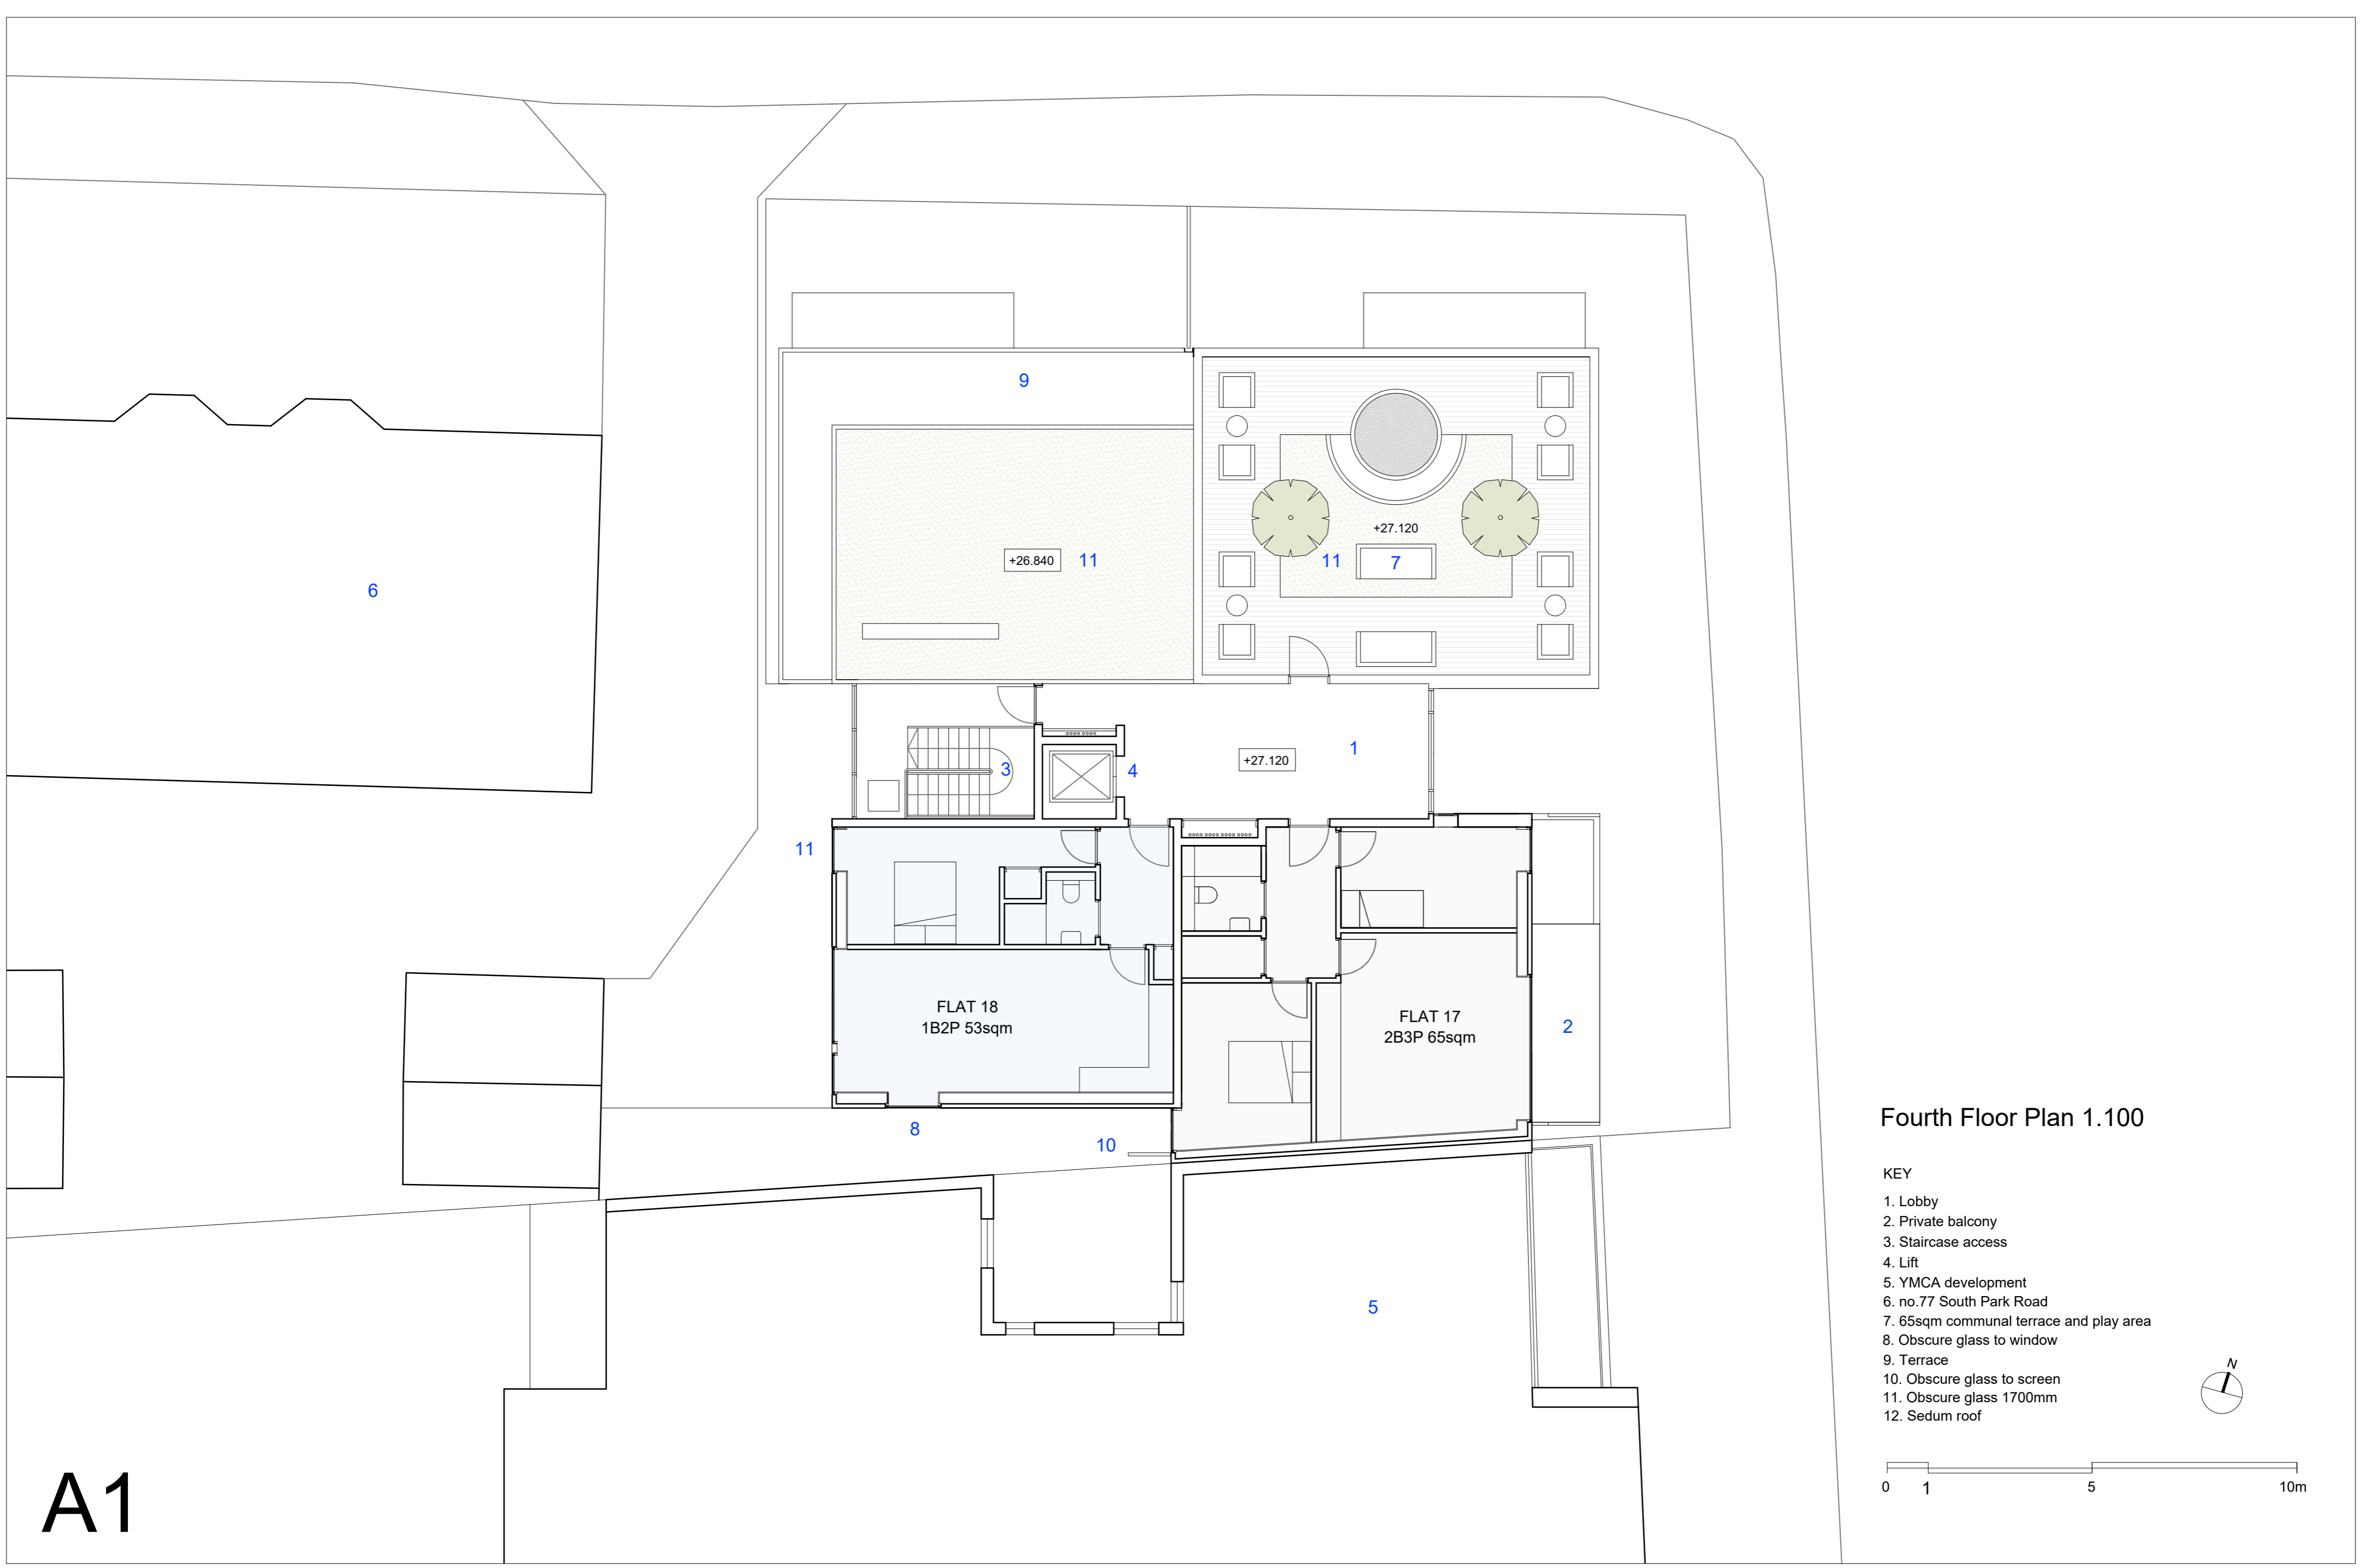 9
+27.120
+26.840
11
11
7
6
1
+27.120
3
4
11
FLAT 18
1B2P 53sqm
FLAT 17
2B3P 65sqm
2
8
10
5
Fourth Floor Plan 1.100
KEY
1. Lobby
2. Private balcony
3. Staircase access
4. Lift
5. YMCA development
6. no.77 South Park Road
7. 65sqm communal terrace and play area
8. Obscure glass to window
9. Terrace
10. Obscure glass to screen
11. Obscure glass 1700mm
12. Sedum roof
N
0 1 5 10m
A1